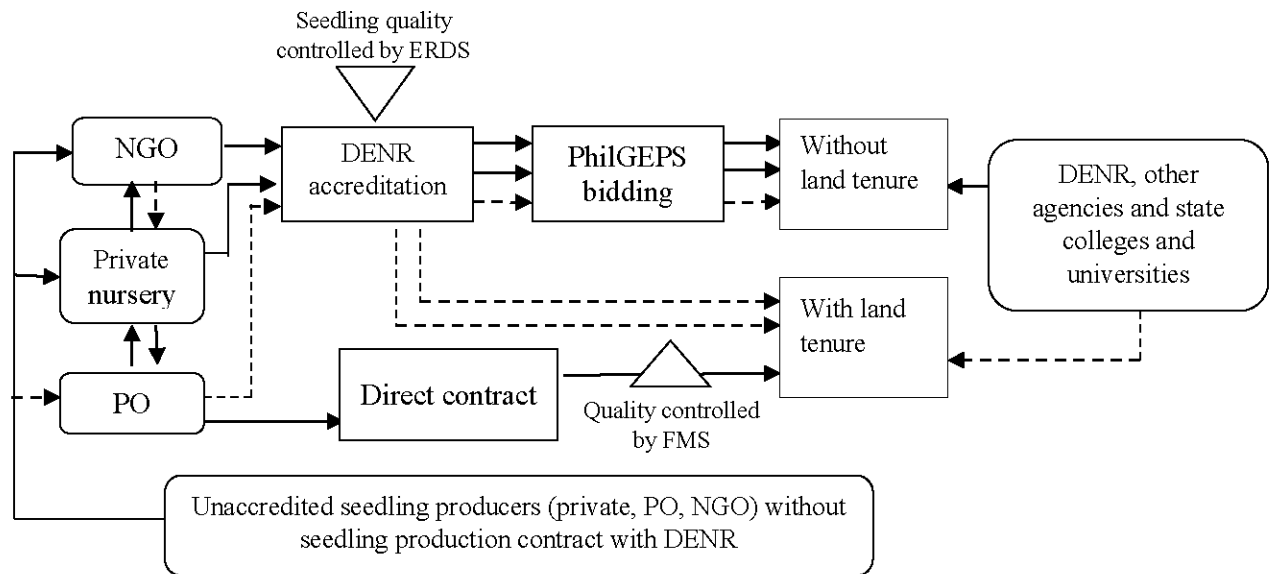 Seedling quality
controlled by ERDS
NGO
DENR
accreditation
PhilGEPS
bidding
Without
land tenure
DENR, other
agencies and state
colleges and
universities
Private
nursery
With land
tenure
PO
Direct contract
Quality controlled
by FMS
Unaccredited seedling producers (private, PO, NGO) without
seedling production contract with DENR